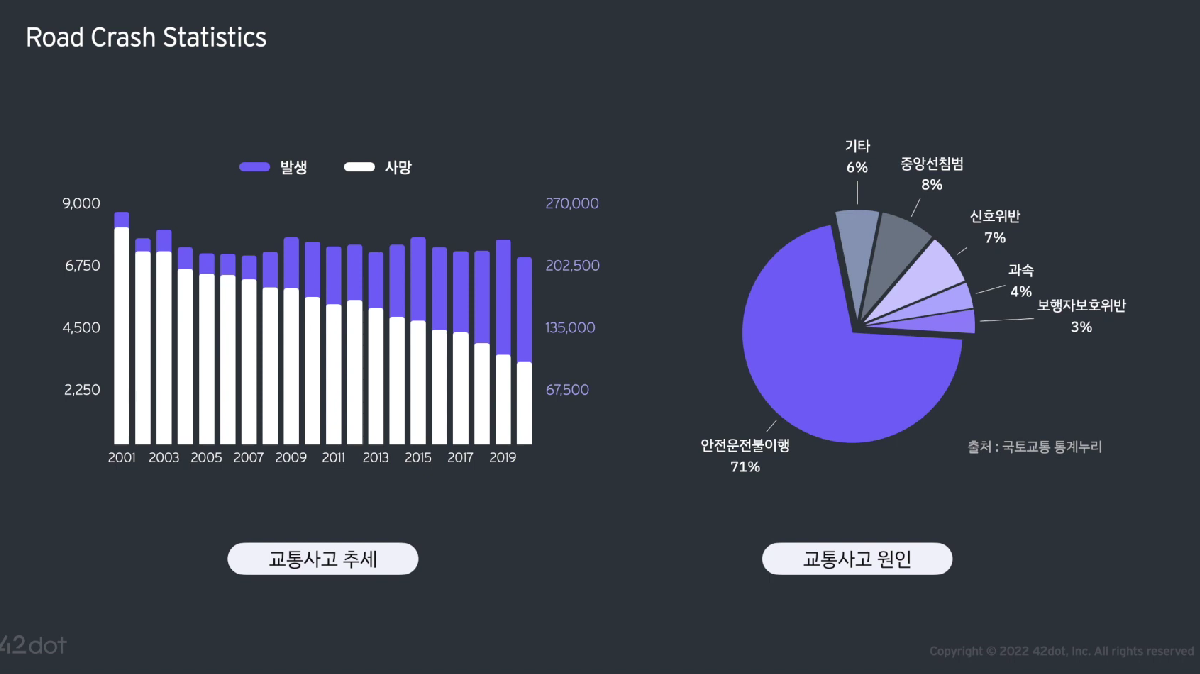 Road Crash Statistics
발생
사망
9,000
6,750
4,500
2,250
270,000
202,500
135,000
67,500
2001 2003 2005 2007 2009 2011 2013 2015 2017 2019
교통사고 추세
기타
6%
중앙선침범
8%
신호위반
7%
과속
4%
보행자보호위반
3%
안전운전불이행
71%
출처 : 국토교통 통계누리
교통사고 원인
42dot
Copyright © 2022 42dot, Inc. All rights reserved